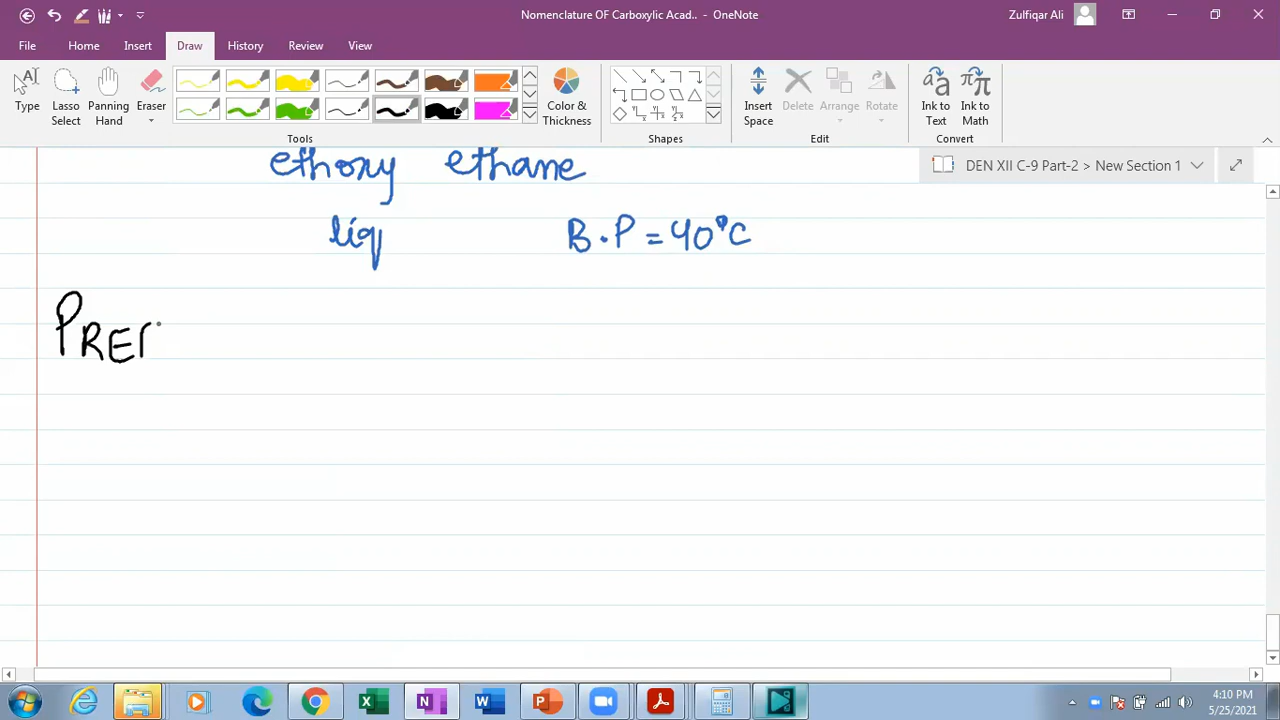 Nomenclature OF Carboxylic Acad.. - OneNote
Zulfiqar Ali
File Home Insert Draw History Review View
Type
Lasso Select
Panning Hand
Eraser
Color & Thickness
Insert Space
Delete
Arrange
Rotate
Ink to Text
Ink to Math
Tools
Shapes
Edit
Convert
DEN XII C-9 Part-2 > New Section 1
ethoxy ethane
liq B.P = 40°C
4:10 PM
5/25/2021